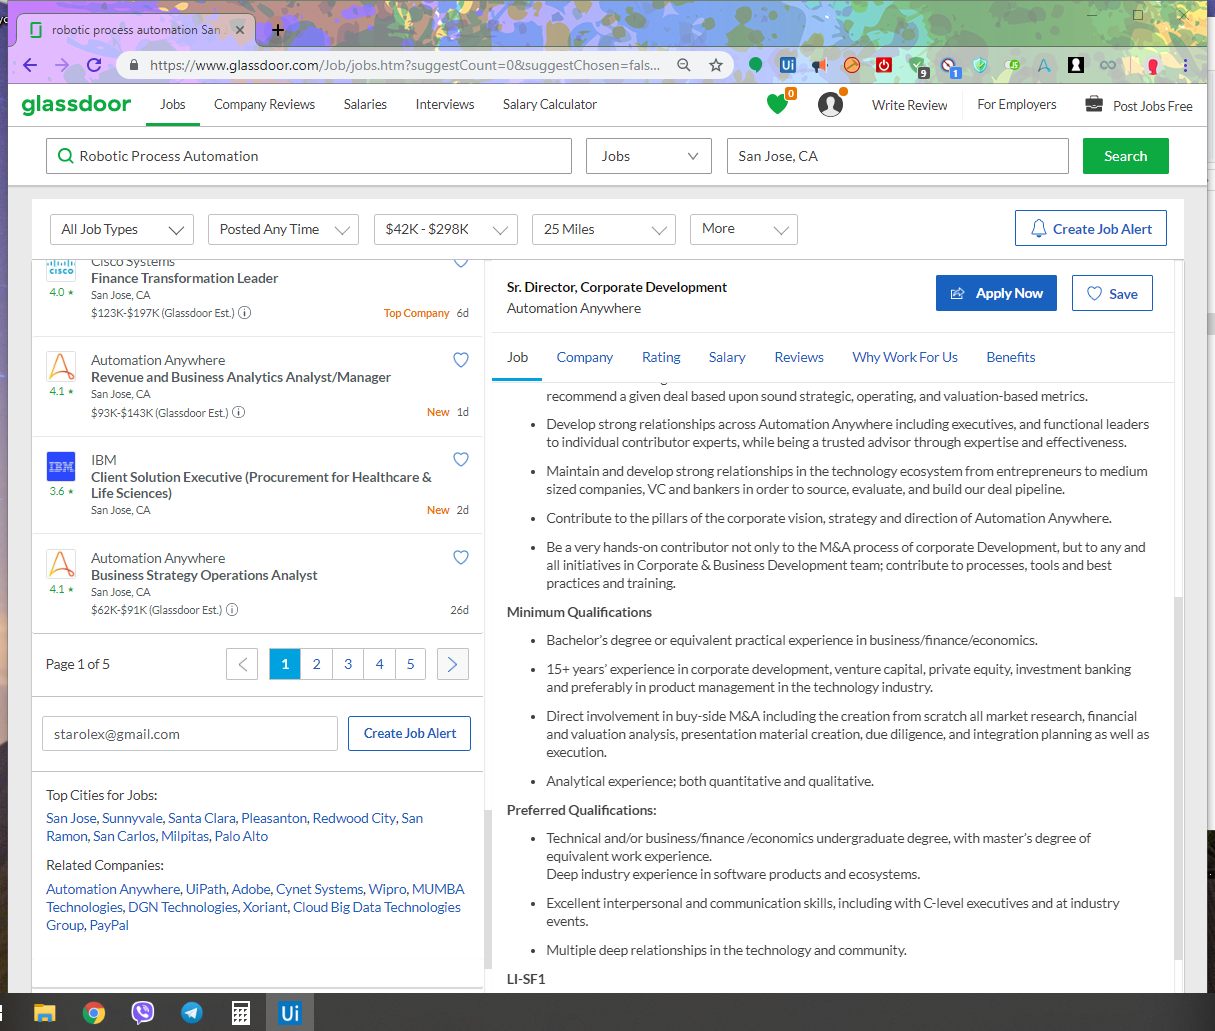 robotic process automation San
https://www.glassdoor.com/Job/jobs.htm?suggestCount=0&suggestChosen=fals...
Ui
9
1
JS
glassdoor
Jobs
Company Reviews
Salaries
Interviews
Salary Calculator
0
Write Review
For Employers
Post Jobs Free
Robotic Process Automation
Jobs
San Jose, CA
Search
All Job Types
Posted Any Time
$42K - $298K
25 Miles
More
Create Job Alert
Cisco Systems
CISCO
Finance Transformation Leader
4.0 ★
San Jose, CA
$123K-$197K (Glassdoor Est.)
Top Company 6d
Automation Anywhere
Revenue and Business Analytics Analyst/Manager
4.1 ★
San Jose, CA
$93K-$143K (Glassdoor Est.)
New 1d
IBM
IBM
Client Solution Executive (Procurement for Healthcare &
Life Sciences)
3.6 ★
San Jose, CA
New 2d
Automation Anywhere
Business Strategy Operations Analyst
4.1 ★
San Jose, CA
$62K-$91K (Glassdoor Est.)
26d
Page 1 of 5
1 2 3 4 5
starolex@gmail.com
Create Job Alert
Top Cities for Jobs:
San Jose, Sunnyvale, Santa Clara, Pleasanton, Redwood City, San
Ramon, San Carlos, Milpitas, Palo Alto
Related Companies:
Automation Anywhere, UiPath, Adobe, Cynet Systems, Wipro, MUMBA
Technologies, DGN Technologies, Xoriant, Cloud Big Data Technologies
Group, PayPal
Sr. Director, Corporate Development
Automation Anywhere
Apply Now
Save
Job
Company
Rating
Salary
Reviews
Why Work For Us
Benefits
recommend a given deal based upon sound strategic, operating, and valuation-based metrics.
• Develop strong relationships across Automation Anywhere including executives, and functional leaders
to individual contributor experts, while being a trusted advisor through expertise and effectiveness.
• Maintain and develop strong relationships in the technology ecosystem from entrepreneurs to medium
sized companies, VC and bankers in order to source, evaluate, and build our deal pipeline.
• Contribute to the pillars of the corporate vision, strategy and direction of Automation Anywhere.
• Be a very hands-on contributor not only to the M&A process of corporate Development, but to any and
all initiatives in Corporate & Business Development team; contribute to processes, tools and best
practices and training.
Minimum Qualifications
• Bachelor's degree or equivalent practical experience in business/finance/economics.
• 15+ years' experience in corporate development, venture capital, private equity, investment banking
and preferably in product management in the technology industry.
• Direct involvement in buy-side M&A including the creation from scratch all market research, financial
and valuation analysis, presentation material creation, due diligence, and integration planning as well as
execution.
• Analytical experience; both quantitative and qualitative.
Preferred Qualifications:
• Technical and/or business/finance /economics undergraduate degree, with master's degree of
equivalent work experience.
Deep industry experience in software products and ecosystems.
• Excellent interpersonal and communication skills, including with C-level executives and at industry
events.
• Multiple deep relationships in the technology and community.
LI-SF1
Ui